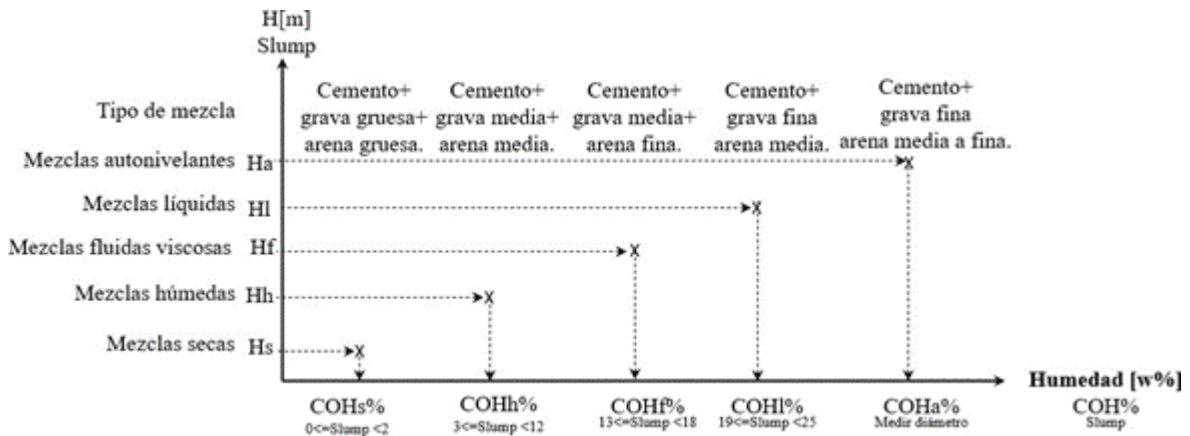 H[m]
Slump
Tipo de mezcla
Cemento+
grava gruesa+
arena gruesa.
Cemento+
grava media+
arena media.
Cemento+
grava media+
arena fina.
Cemento+
grava fina
arena media.
Cemento+
grava fina
arena media a fina.
Mezclas autonivelantes Ha
Mezclas líquidas Hl
Mezclas fluidas viscosas Hf
Mezclas húmedas Hh
Mezclas secas Hs
Humedad [w%]
COHs% COHh% COHf% COHl% COHa% COH%
0<=Slump <2 3<=Slump <12 13<=Slump <18 19<=Slump <25 Medir diámetro Slump